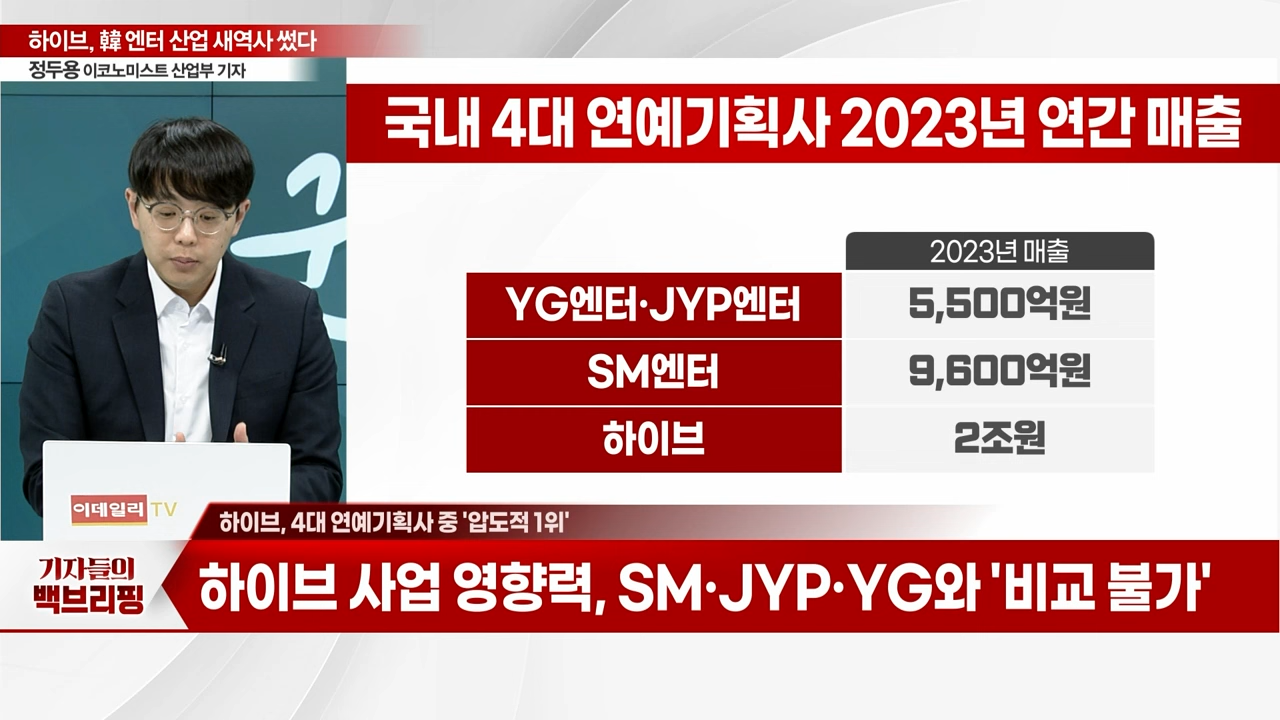 하이브, 韓 엔터 산업 새역사 썼다
정두용 이코노미스트 산업부 기자
국내 4대 연예기획사 2023년 연간 매출
2023년 매출
YG엔터·JYP엔터 5,500억원
SM엔터 9,600억원
하이브 2조원
이데일리 TV
하이브, 4대 연예기획사 중 '압도적 1위'
기자들의
백브리핑
하이브 사업 영향력, SM·JYP·YG와 '비교 불가'